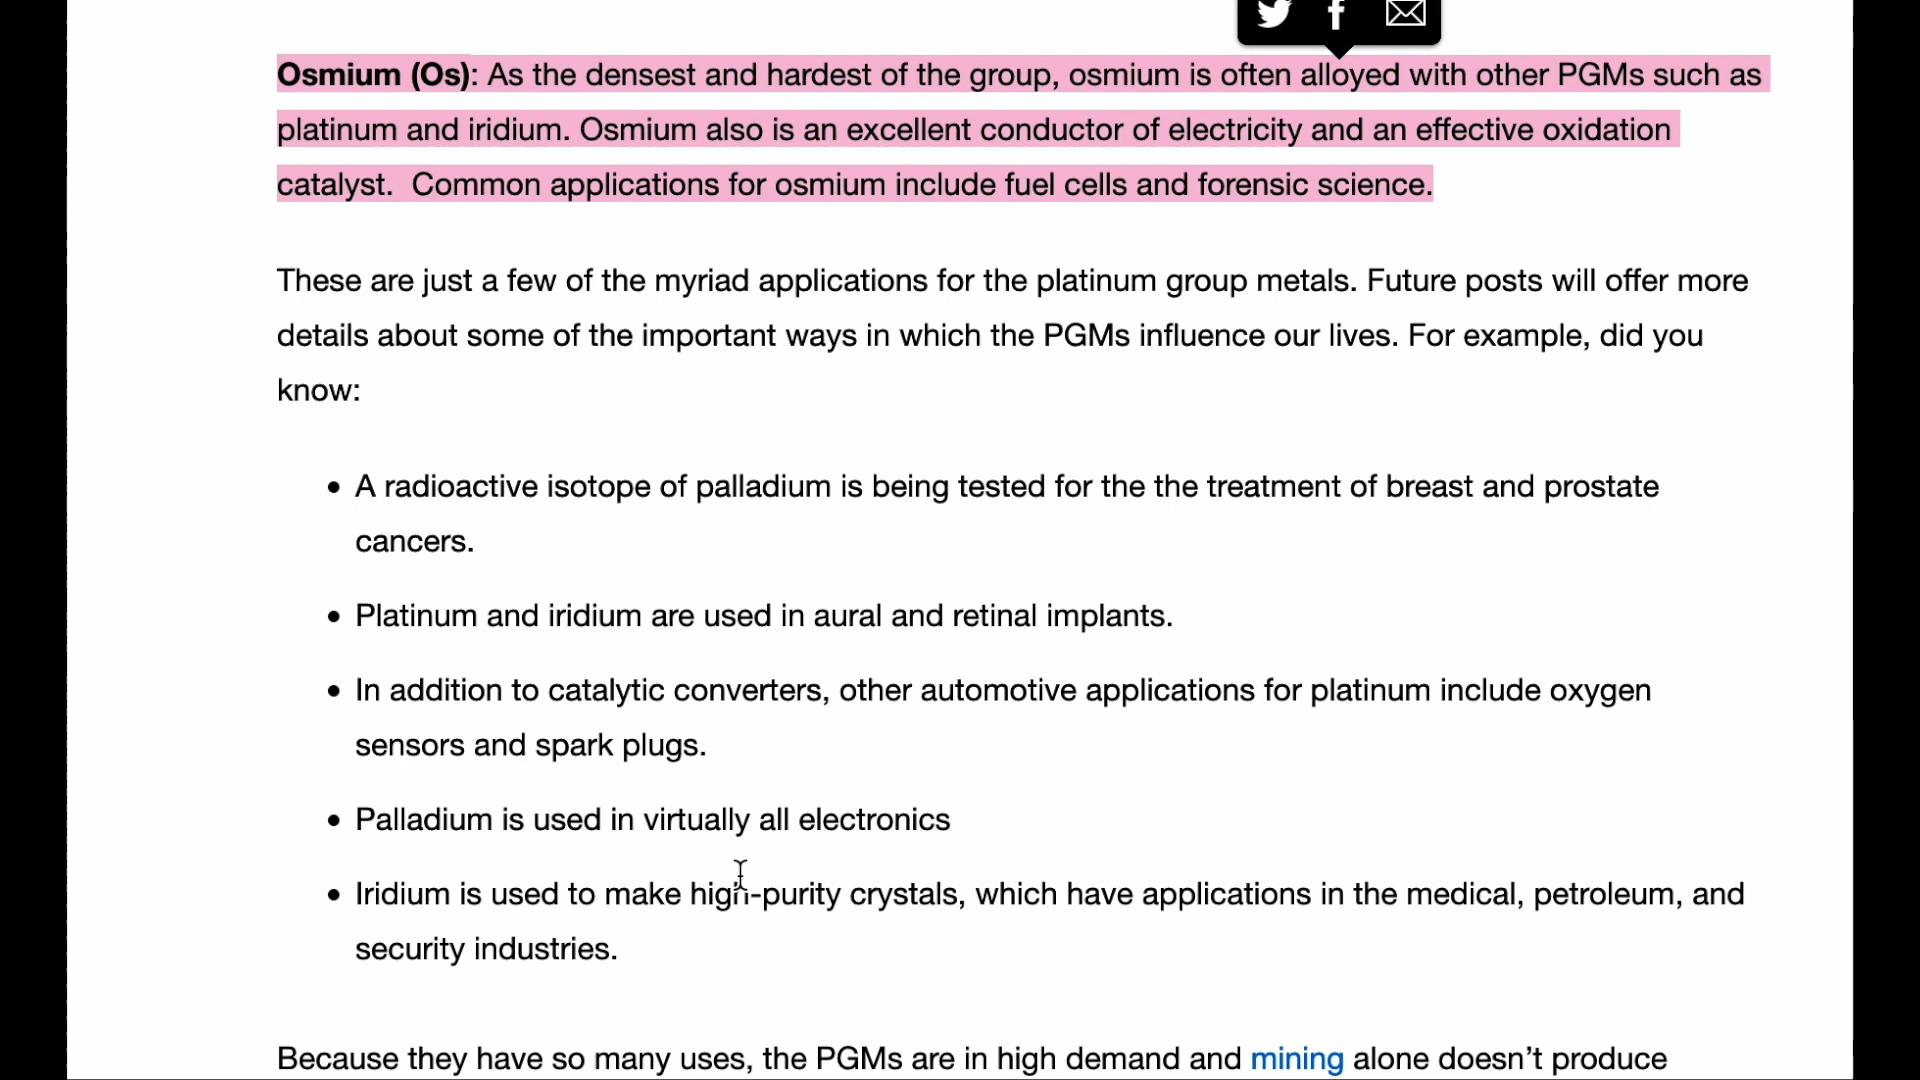 Osmium (Os): As the densest and hardest of the group, osmium is often alloyed with other PGMs such as
platinum and iridium. Osmium also is an excellent conductor of electricity and an effective oxidation
catalyst.  Common applications for osmium include fuel cells and forensic science.
These are just a few of the myriad applications for the platinum group metals. Future posts will offer more
details about some of the important ways in which the PGMs influence our lives. For example, did you
know:
• A radioactive isotope of palladium is being tested for the the treatment of breast and prostate
cancers.
• Platinum and iridium are used in aural and retinal implants.
• In addition to catalytic converters, other automotive applications for platinum include oxygen
sensors and spark plugs.
• Palladium is used in virtually all electronics
• Iridium is used to make high-purity crystals, which have applications in the medical, petroleum, and
security industries.
Because they have so many uses, the PGMs are in high demand and mining alone doesn’t produce